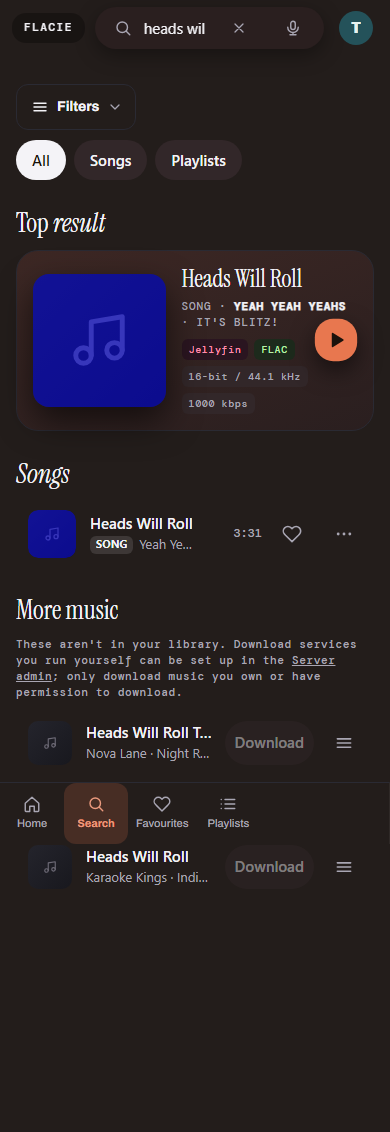 FLACIE
heads wil
T
Filters
All
Songs
Playlists
Top result
Heads Will Roll
SONG · YEAH YEAH YEAHS
· IT'S BLITZ!
Jellyfin
FLAC
16-bit / 44.1 kHz
1000 kbps
Songs
Heads Will Roll
3:31
SONG Yeah Ye...
More music
These aren't in your library. Download services
you run yourself can be set up in the Server
admin; only download music you own or have
permission to download.
Heads Will Roll T...
Download
Nova Lane · Night R...
Home
Search
Favourites
Playlists
Heads Will Roll
Download
Karaoke Kings · Indi...